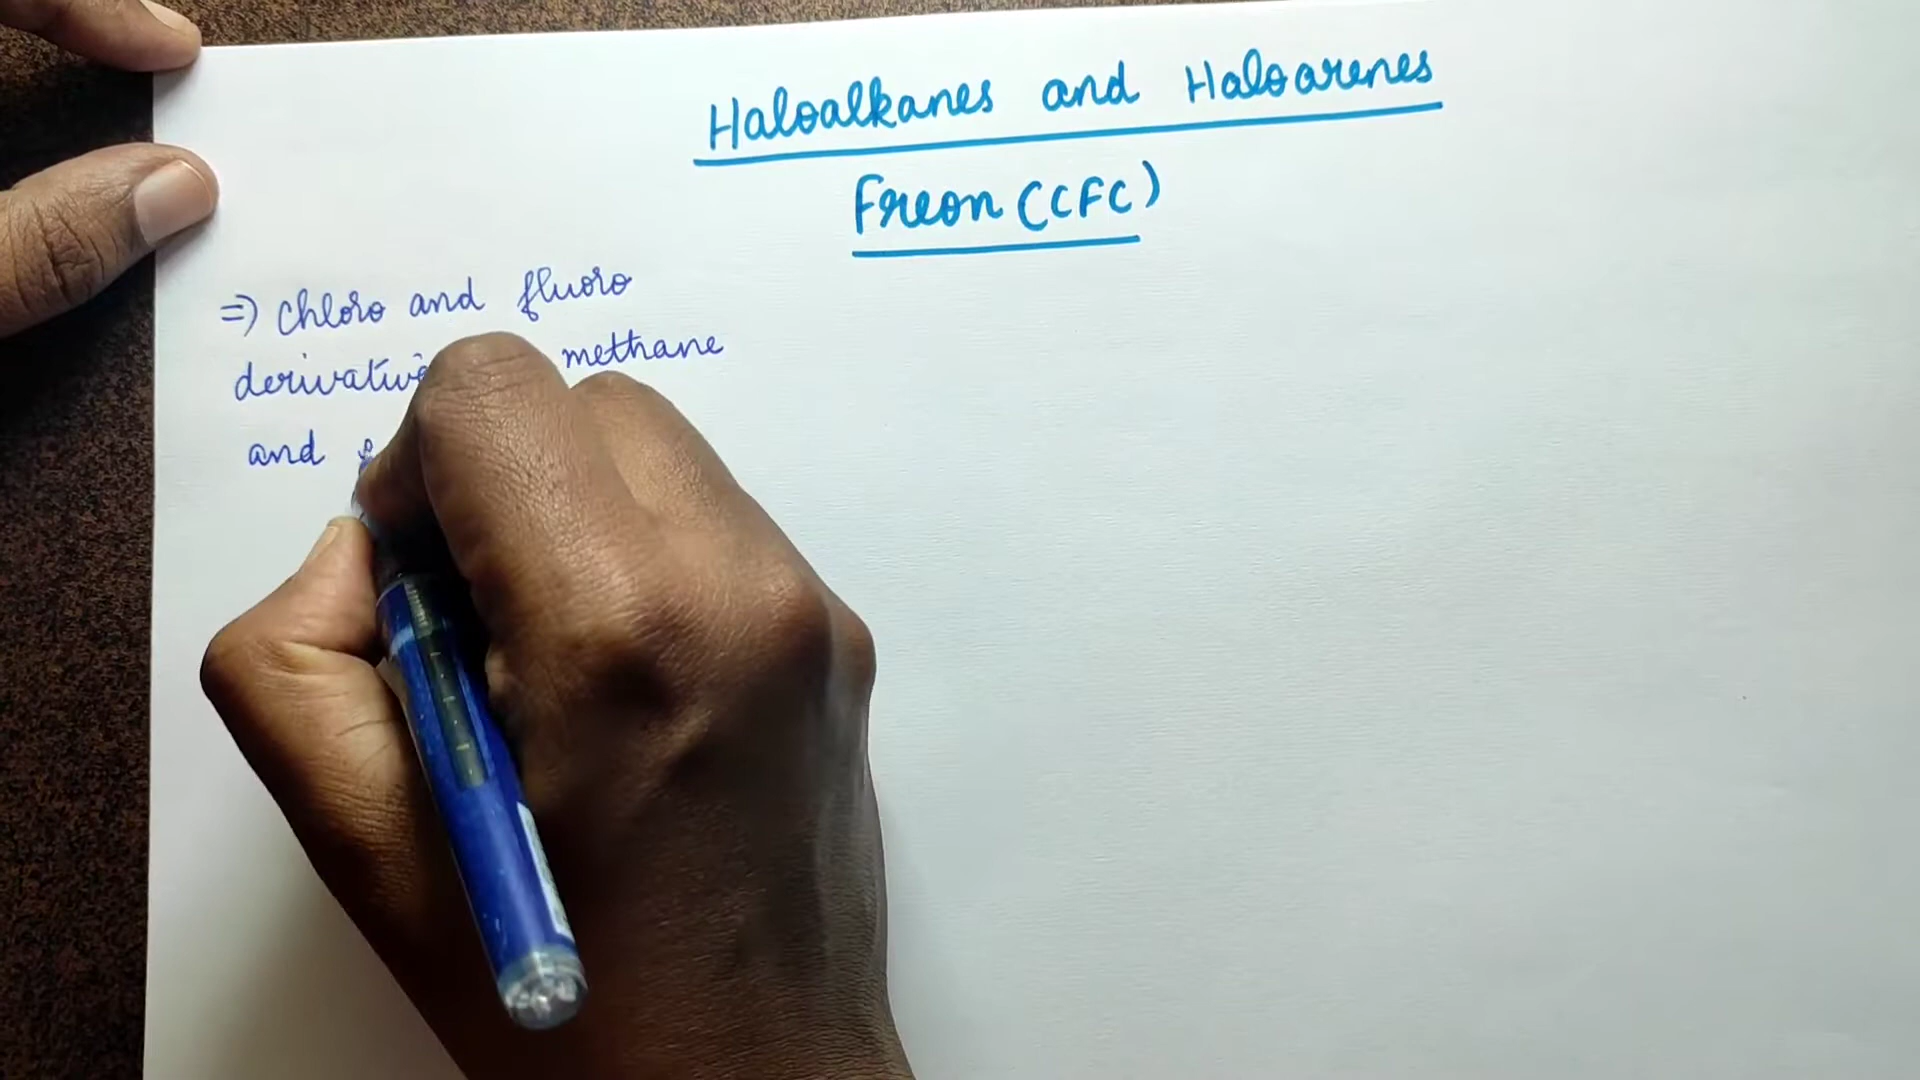 Haloalkanes and Haloarenes
Freon (CFC)
=) chloro and fluoro
methane
and